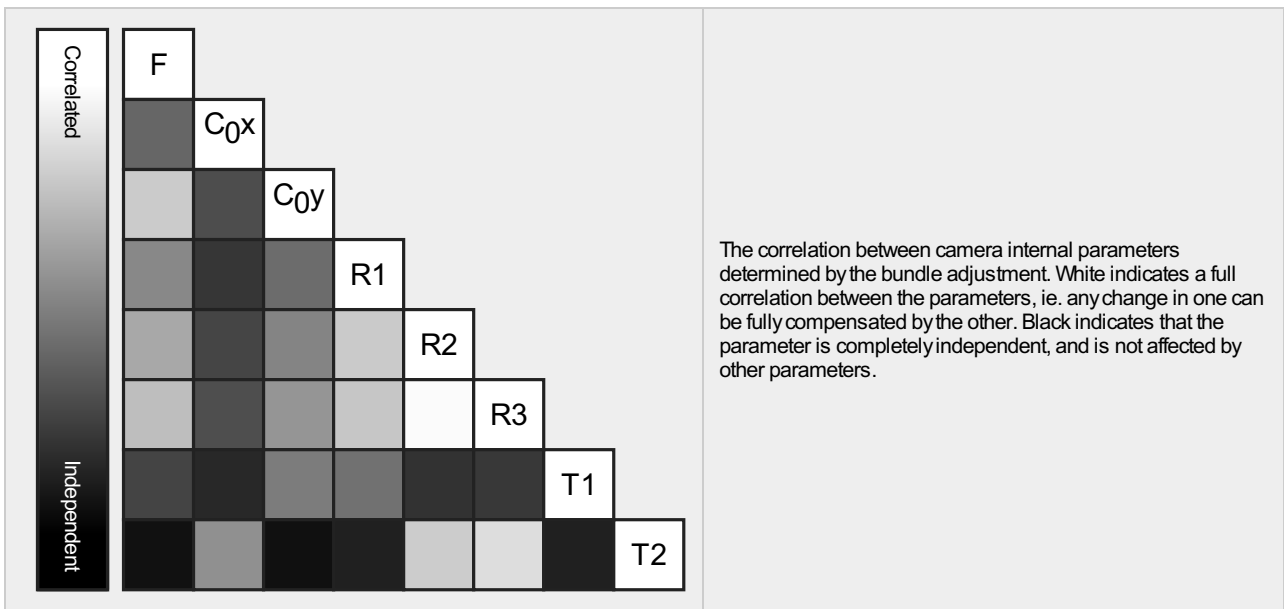 Correlated
Independent
F
C0x
C0y
R1
R2
R3
T1
T2
The correlation between camera internal parameters
determined by the bundle adjustment. White indicates a full
correlation between the parameters, ie. any change in one can
be fully compensated by the other. Black indicates that the
parameter is completely independent, and is not affected by
other parameters.